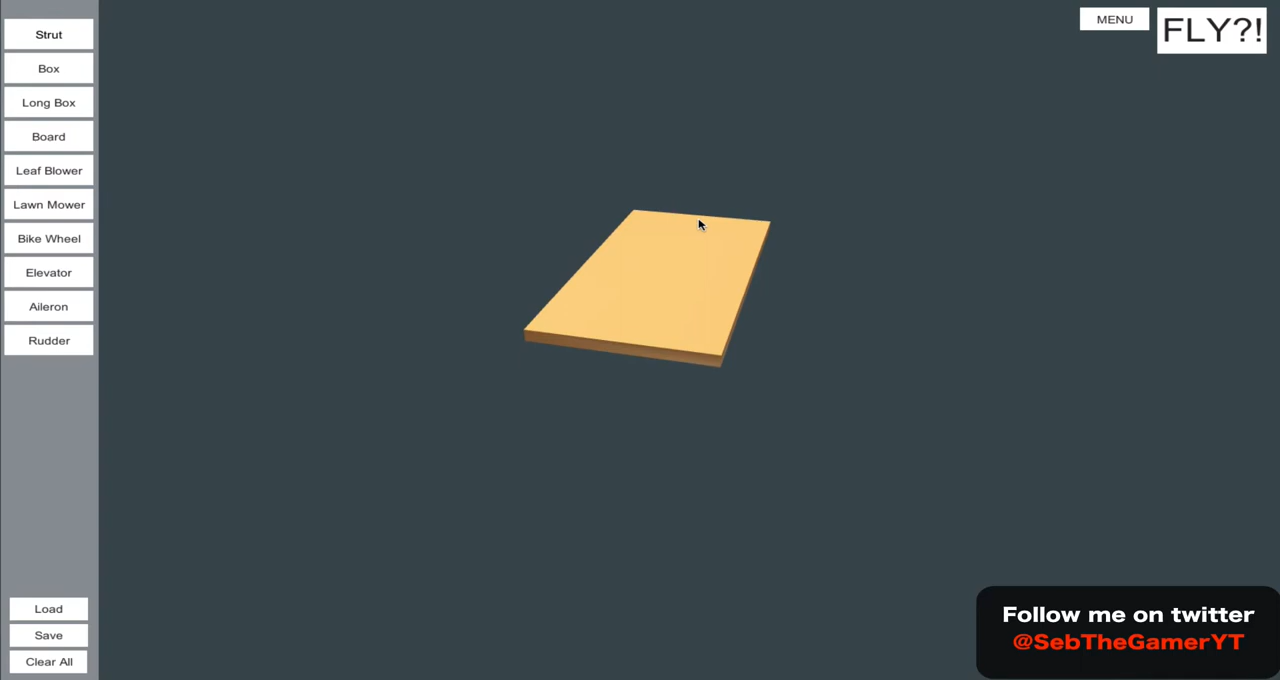 Strut
Box
Long Box
Board
Leaf Blower
Lawn Mower
Bike Wheel
Elevator
Aileron
Rudder
Load
Save
Clear All
MENU
FLY?!
Follow me on twitter
@SebTheGamerYT